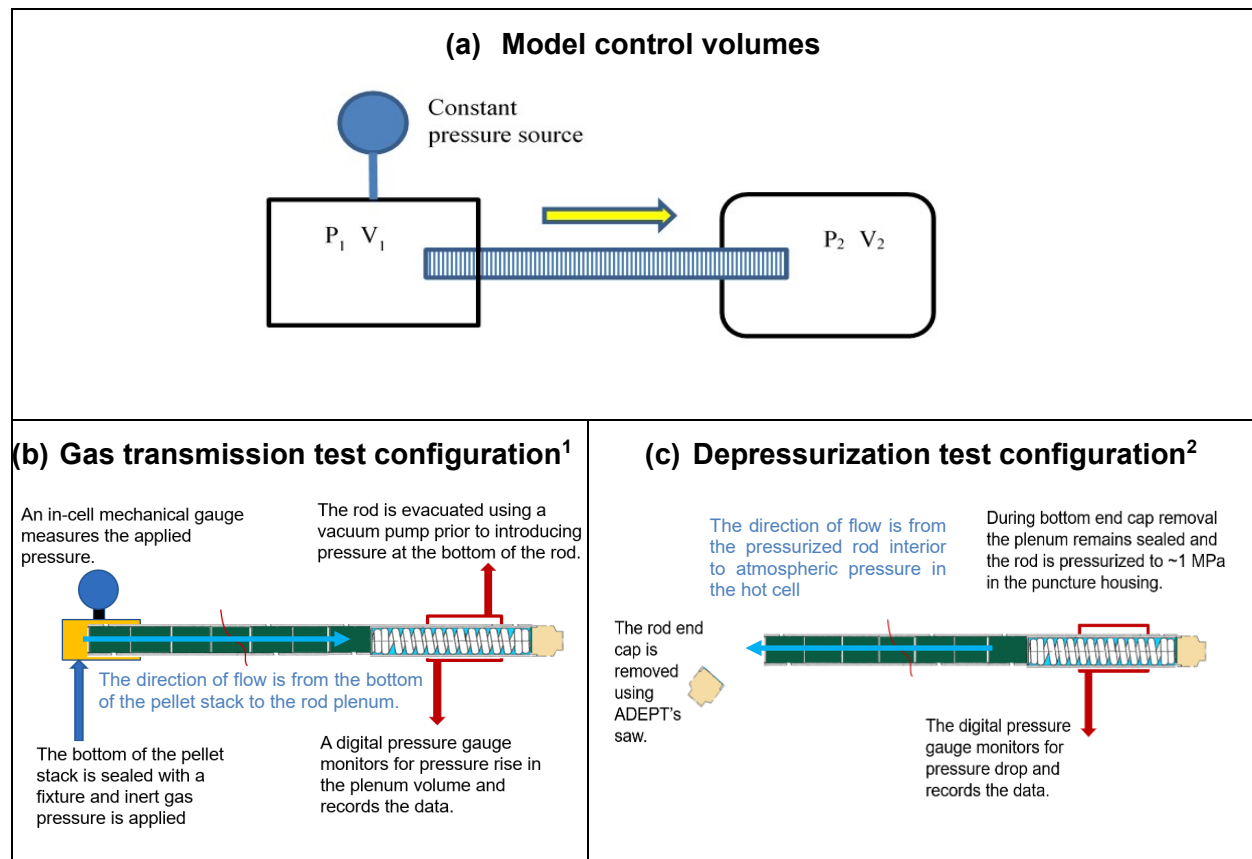 (a) Model control volumes
Constant
pressure source
P1 V1
P2 V2
(b) Gas transmission test configuration1
An in-cell mechanical gauge
measures the applied
pressure.
The rod is evacuated using a
vacuum pump prior to introducing
pressure at the bottom of the rod.
The direction of flow is from the bottom
of the pellet stack to the rod plenum.
The bottom of the pellet
stack is sealed with a
fixture and inert gas
pressure is applied
A digital pressure gauge
monitors for pressure rise in
the plenum volume and
records the data.
(c) Depressurization test configuration2
The direction of flow is from
the pressurized rod interior
to atmospheric pressure in
the hot cell
During bottom end cap removal
the plenum remains sealed and
the rod is pressurized to ~1 MPa
in the puncture housing.
The rod end
cap is
removed
using
ADEPT’s
saw.
The digital pressure
gauge monitors for
pressure drop and
records the data.